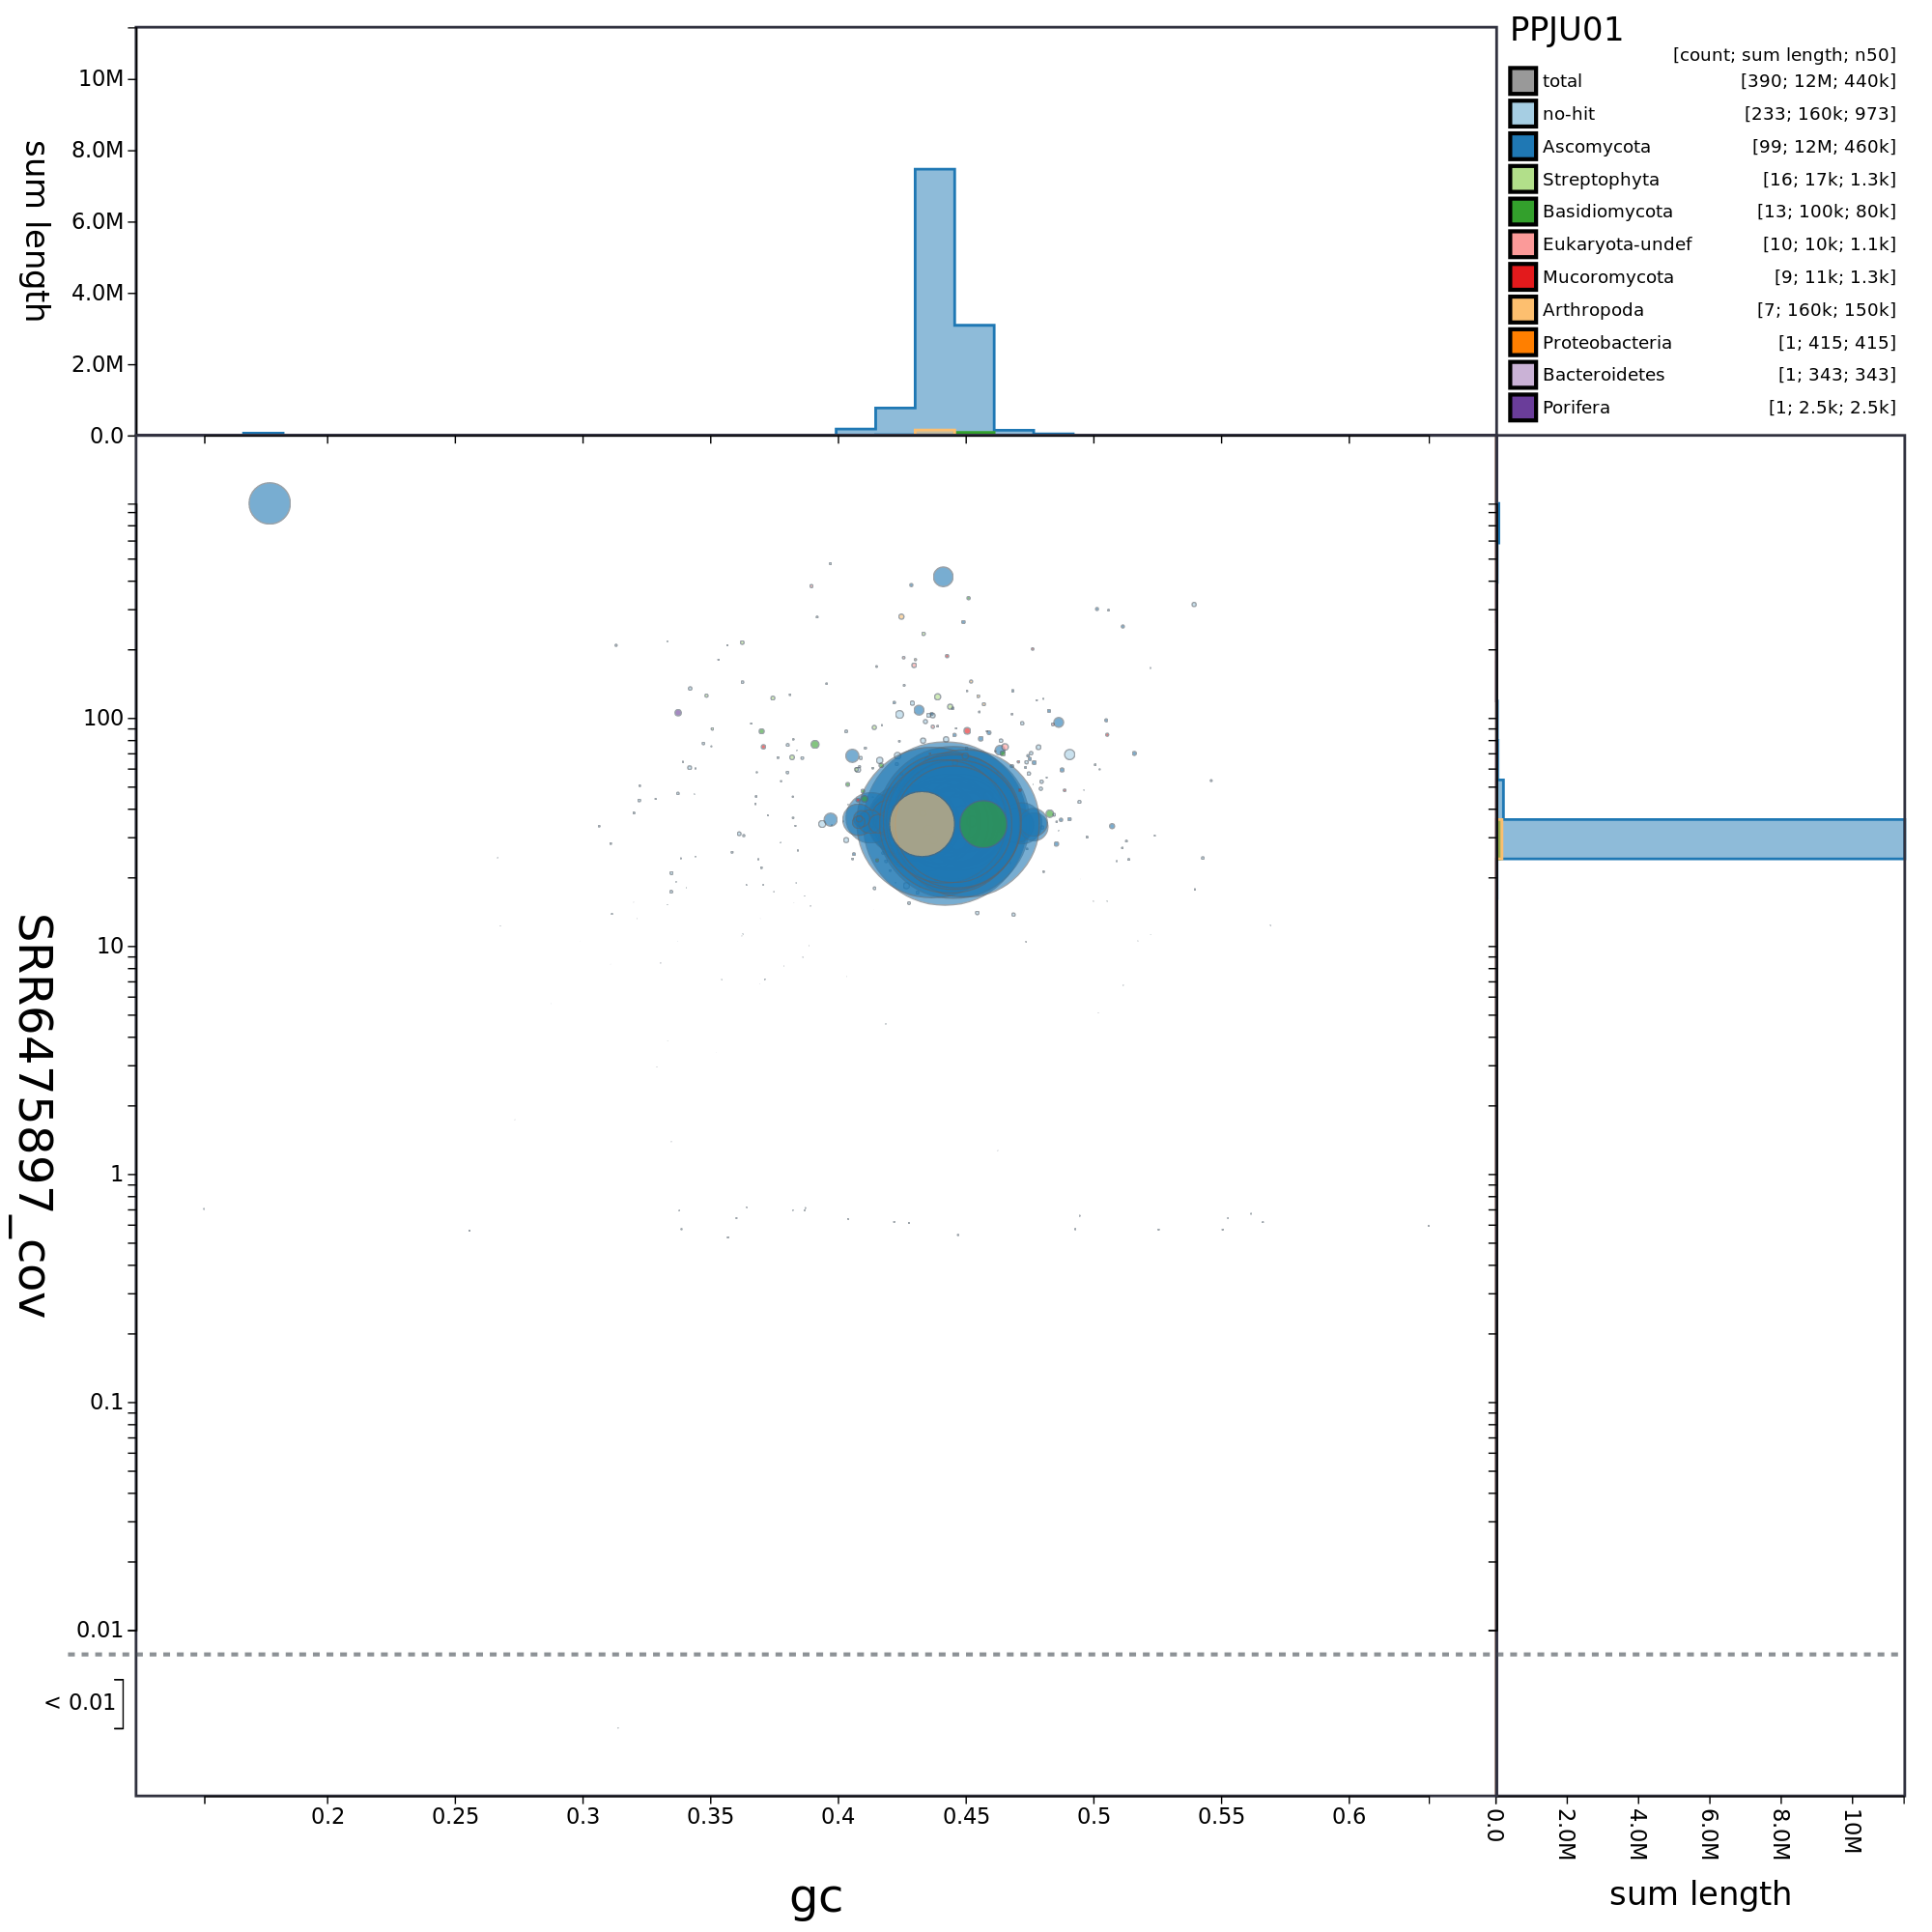 PPJU01
[count; sum length; n50]
total [390; 12M; 440k]
no-hit [233; 160k; 973]
Ascomycota [99; 12M; 460k]
Streptophyta [16; 17k; 1.3k]
Basidiomycota [13; 100k; 80k]
Eukaryota-undef [10; 10k; 1.1k]
Mucoromycota [9; 11k; 1.3k]
Arthropoda [7; 160k; 150k]
Proteobacteria [1; 415; 415]
Bacteroidetes [1; 343; 343]
Porifera [1; 2.5k; 2.5k]
sum length
10M
8.0M
6.0M
4.0M
2.0M
0.0
SRR6475897_cov
100
10
1
0.1
0.01
< 0.01
0.2 0.25 0.3 0.35 0.4 0.45 0.5 0.55 0.6
gc
0.0 2.0M 4.0M 6.0M 8.0M 10M
sum length